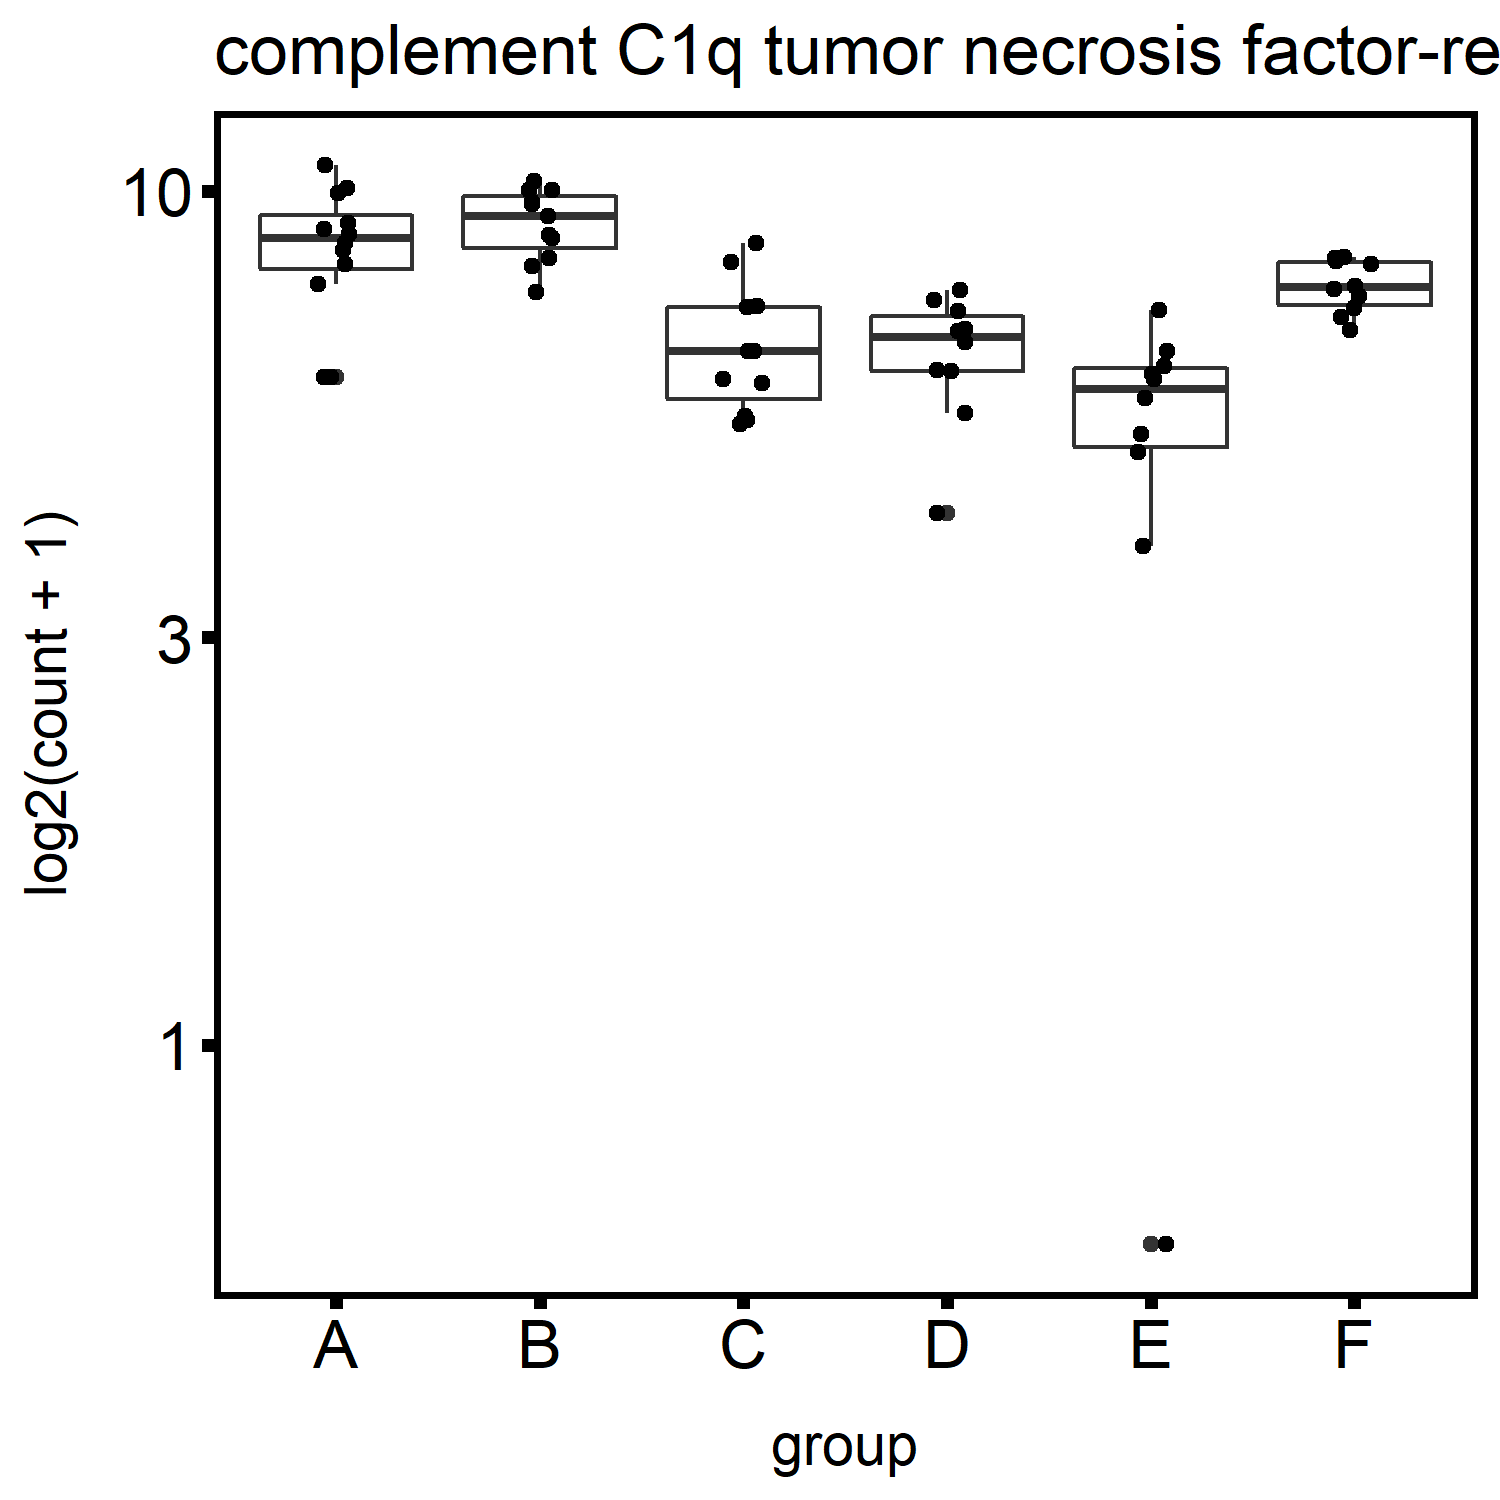 complement C1q tumor necrosis factor-re
10
3
1
log2(count + 1)
A B C D E F
group